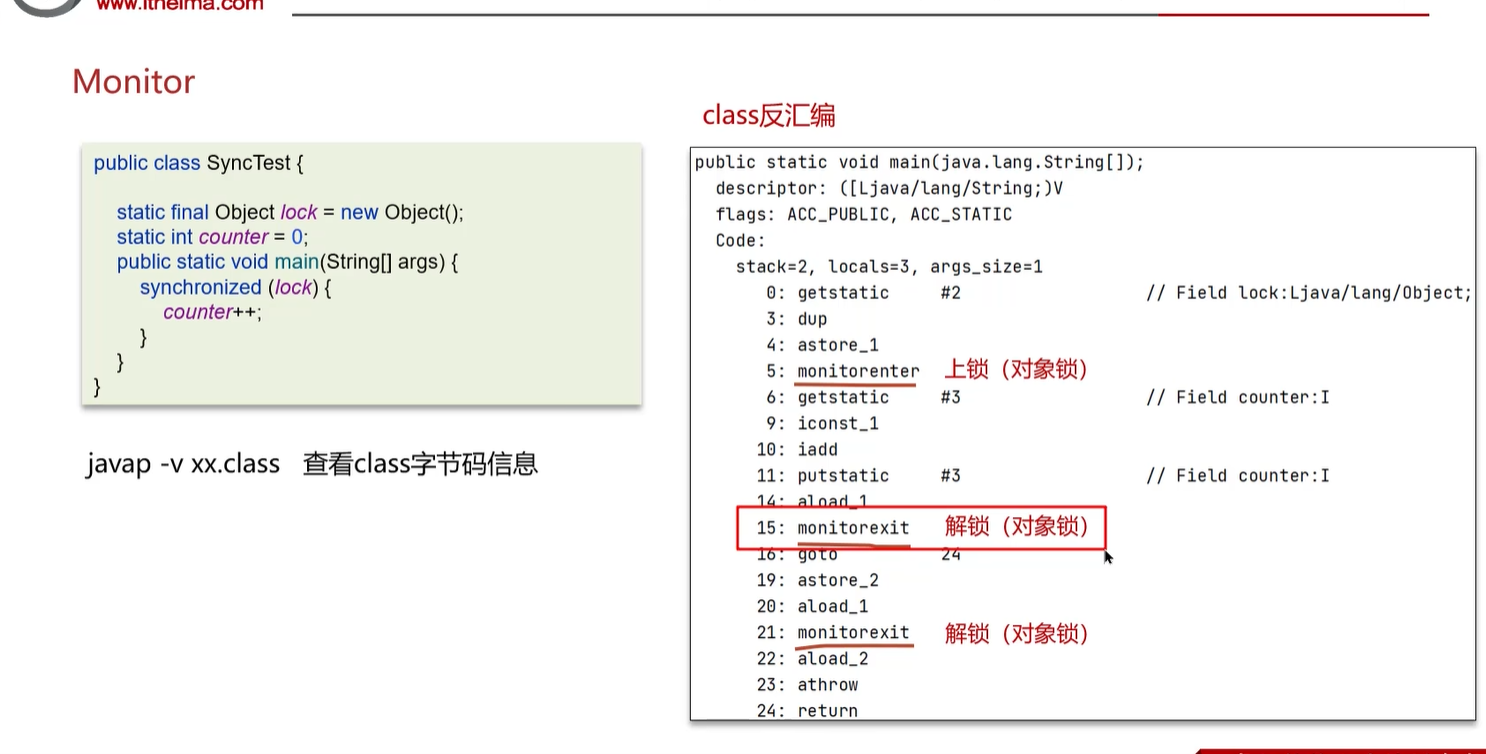 www.itheima.com
Monitor
public class SyncTest {
static final Object lock = new Object();
static int counter = 0;
public static void main(String[] args) {
synchronized (lock) {
counter++;
}
}
}
javap -v xx.class 查看class字节码信息
class反汇编
public static void main(java.lang.String[]);
descriptor: ([Ljava/lang/String;)V
flags: ACC_PUBLIC, ACC_STATIC
Code:
stack=2, locals=3, args_size=1
0: getstatic #2 // Field lock:Ljava/lang/Object;
3: dup
4: astore_1
5: monitorenter 上锁（对象锁）
6: getstatic #3 // Field counter:I
9: iconst_1
10: iadd
11: putstatic #3 // Field counter:I
14: aload_1
15: monitorexit 解锁（对象锁）
16: goto 24
19: astore_2
20: aload_1
21: monitorexit 解锁（对象锁）
22: aload_2
23: athrow
24: return